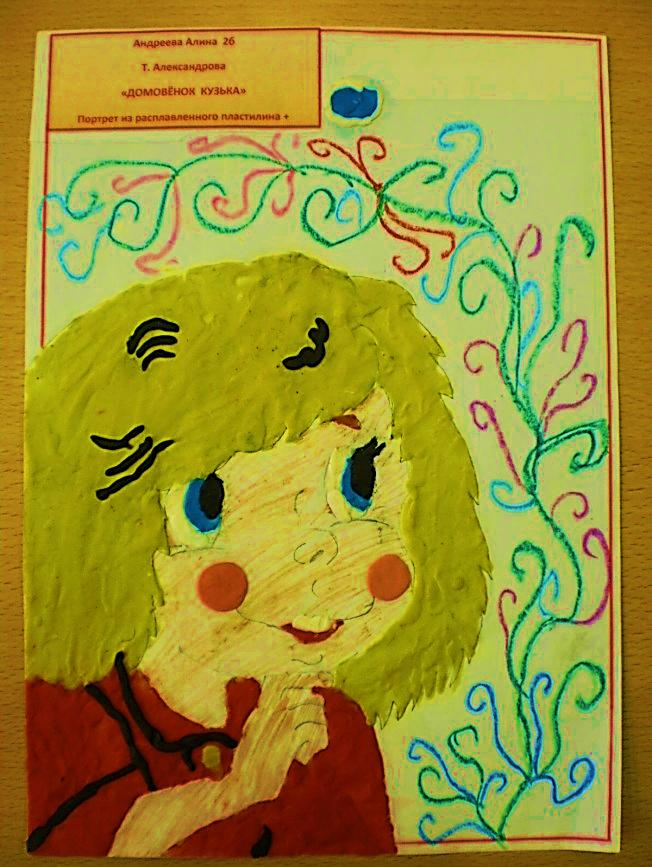 Андреева Алина 2б
Т. Александрова
«ДОМОВЁНОК КУЗЬКА»
Портрет из расплавленного пластилина +